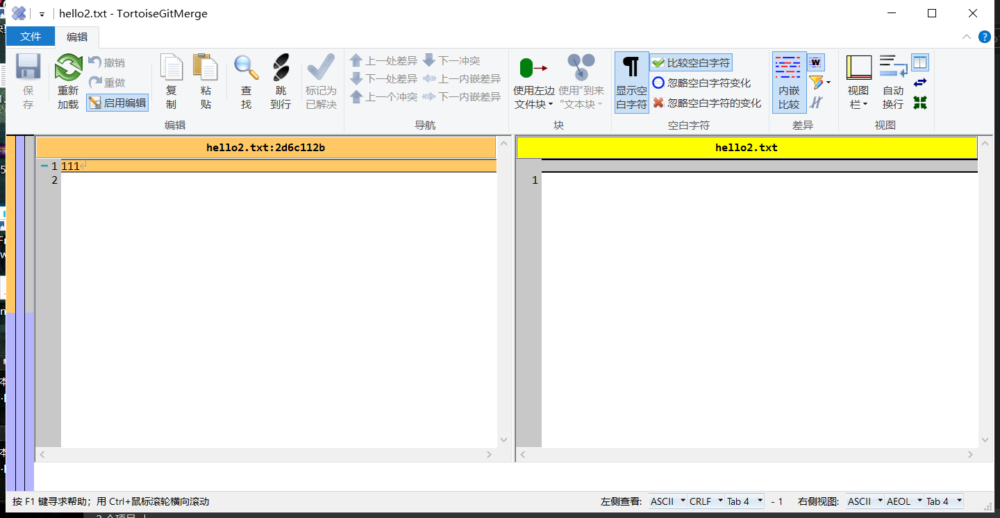 hello2.txt - TortoiseGitMerge
文件
编辑
保存
重新加载
撤销
重做
启用编辑
复制
粘贴
查找
跳到行
标记为已解决
编辑
上一处差异
下一冲突
下一处差异
上一内嵌差异
上一个冲突
下一内嵌差异
导航
使用左边文件块
使用“到来”文本块
块
显示空白字符
比较空白字符
忽略空白字符变化
忽略空白字符的变化
空白字符
内嵌比较
差异
视图栏
自动换行
视图
hello2.txt:2d6c112b
hello2.txt
1 111
2
1
按 F1 键寻求帮助；用 Ctrl+鼠标滚轮横向滚动
左侧查看: ASCII CRLF Tab 4 - 1
右侧视图: ASCII AEOL Tab 4